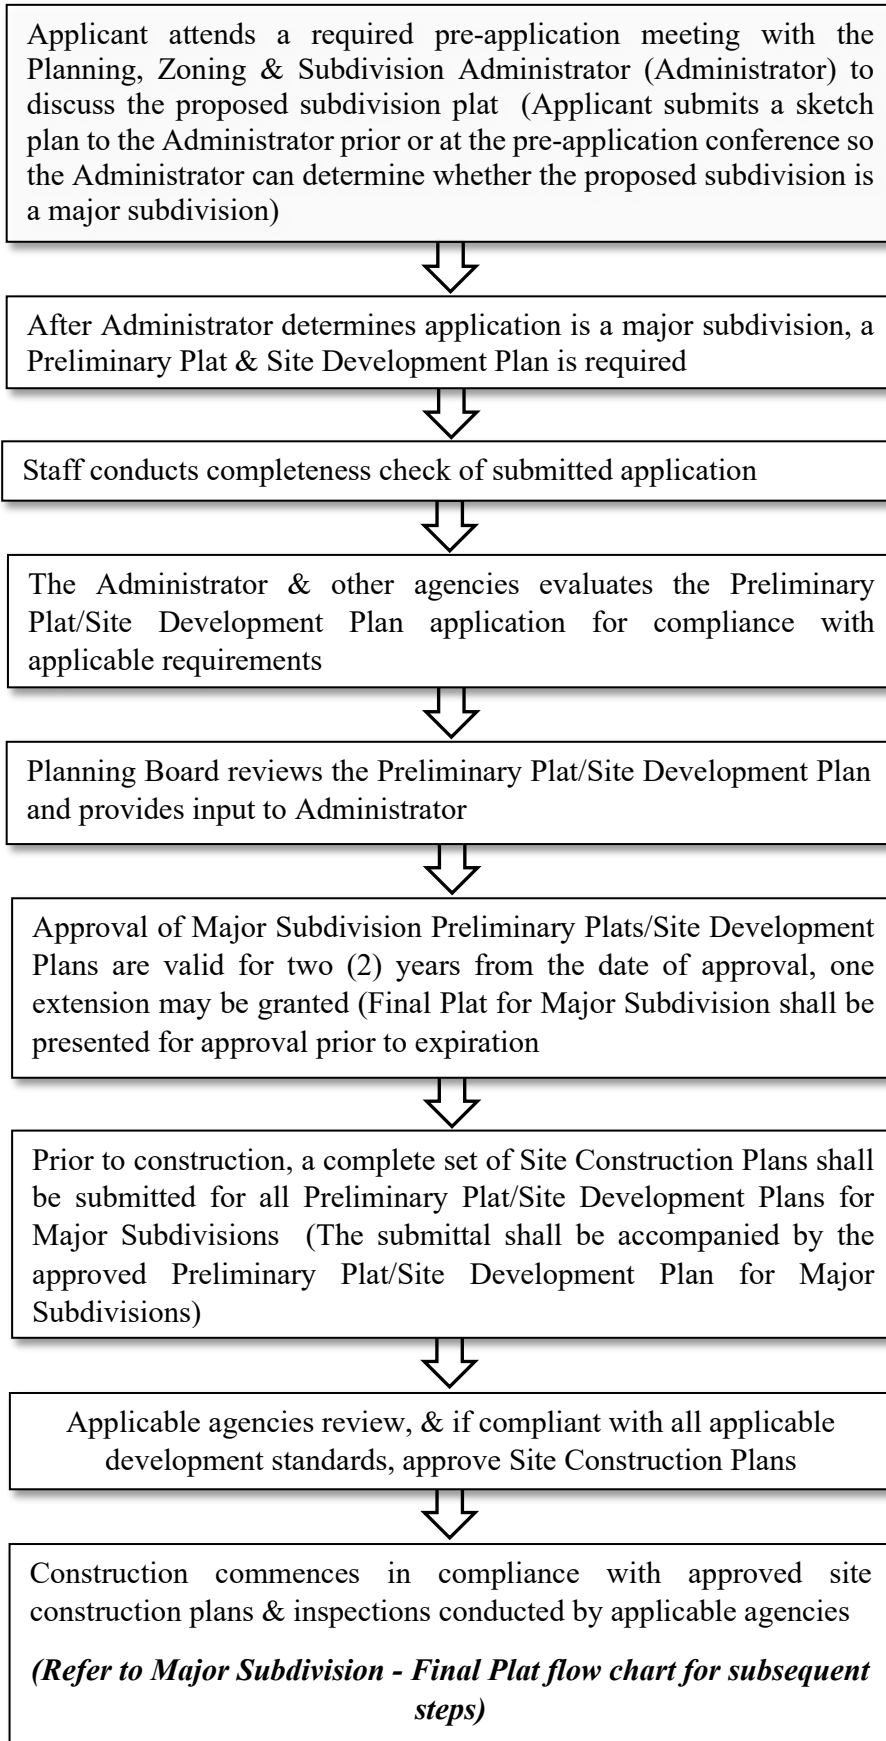 Applicant attends a required pre-application meeting with the
Planning, Zoning & Subdivision Administrator (Administrator) to
discuss the proposed subdivision plat (Applicant submits a sketch
plan to the Administrator prior or at the pre-application conference so
the Administrator can determine whether the proposed subdivision is
a major subdivision)
After Administrator determines application is a major subdivision, a
Preliminary Plat & Site Development Plan is required
Staff conducts completeness check of submitted application
The Administrator & other agencies evaluates the Preliminary
Plat/Site Development Plan application for compliance with
applicable requirements
Planning Board reviews the Preliminary Plat/Site Development Plan
and provides input to Administrator
Approval of Major Subdivision Preliminary Plats/Site Development
Plans are valid for two (2) years from the date of approval, one
extension may be granted (Final Plat for Major Subdivision shall be
presented for approval prior to expiration
Prior to construction, a complete set of Site Construction Plans shall
be submitted for all Preliminary Plat/Site Development Plans for
Major Subdivisions (The submittal shall be accompanied by the
approved Preliminary Plat/Site Development Plan for Major
Subdivisions)
Applicable agencies review, & if compliant with all applicable
development standards, approve Site Construction Plans
Construction commences in compliance with approved site
construction plans & inspections conducted by applicable agencies
(Refer to Major Subdivision - Final Plat flow chart for subsequent
steps)